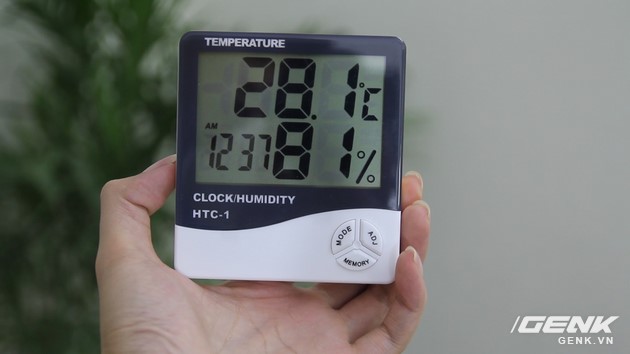 TEMPERATURE
28.1°C
AM
12 37 81%
CLOCK/HUMIDITY
HTC-1
MODE
ADJ
MEMORY
GENK
GENK.VN